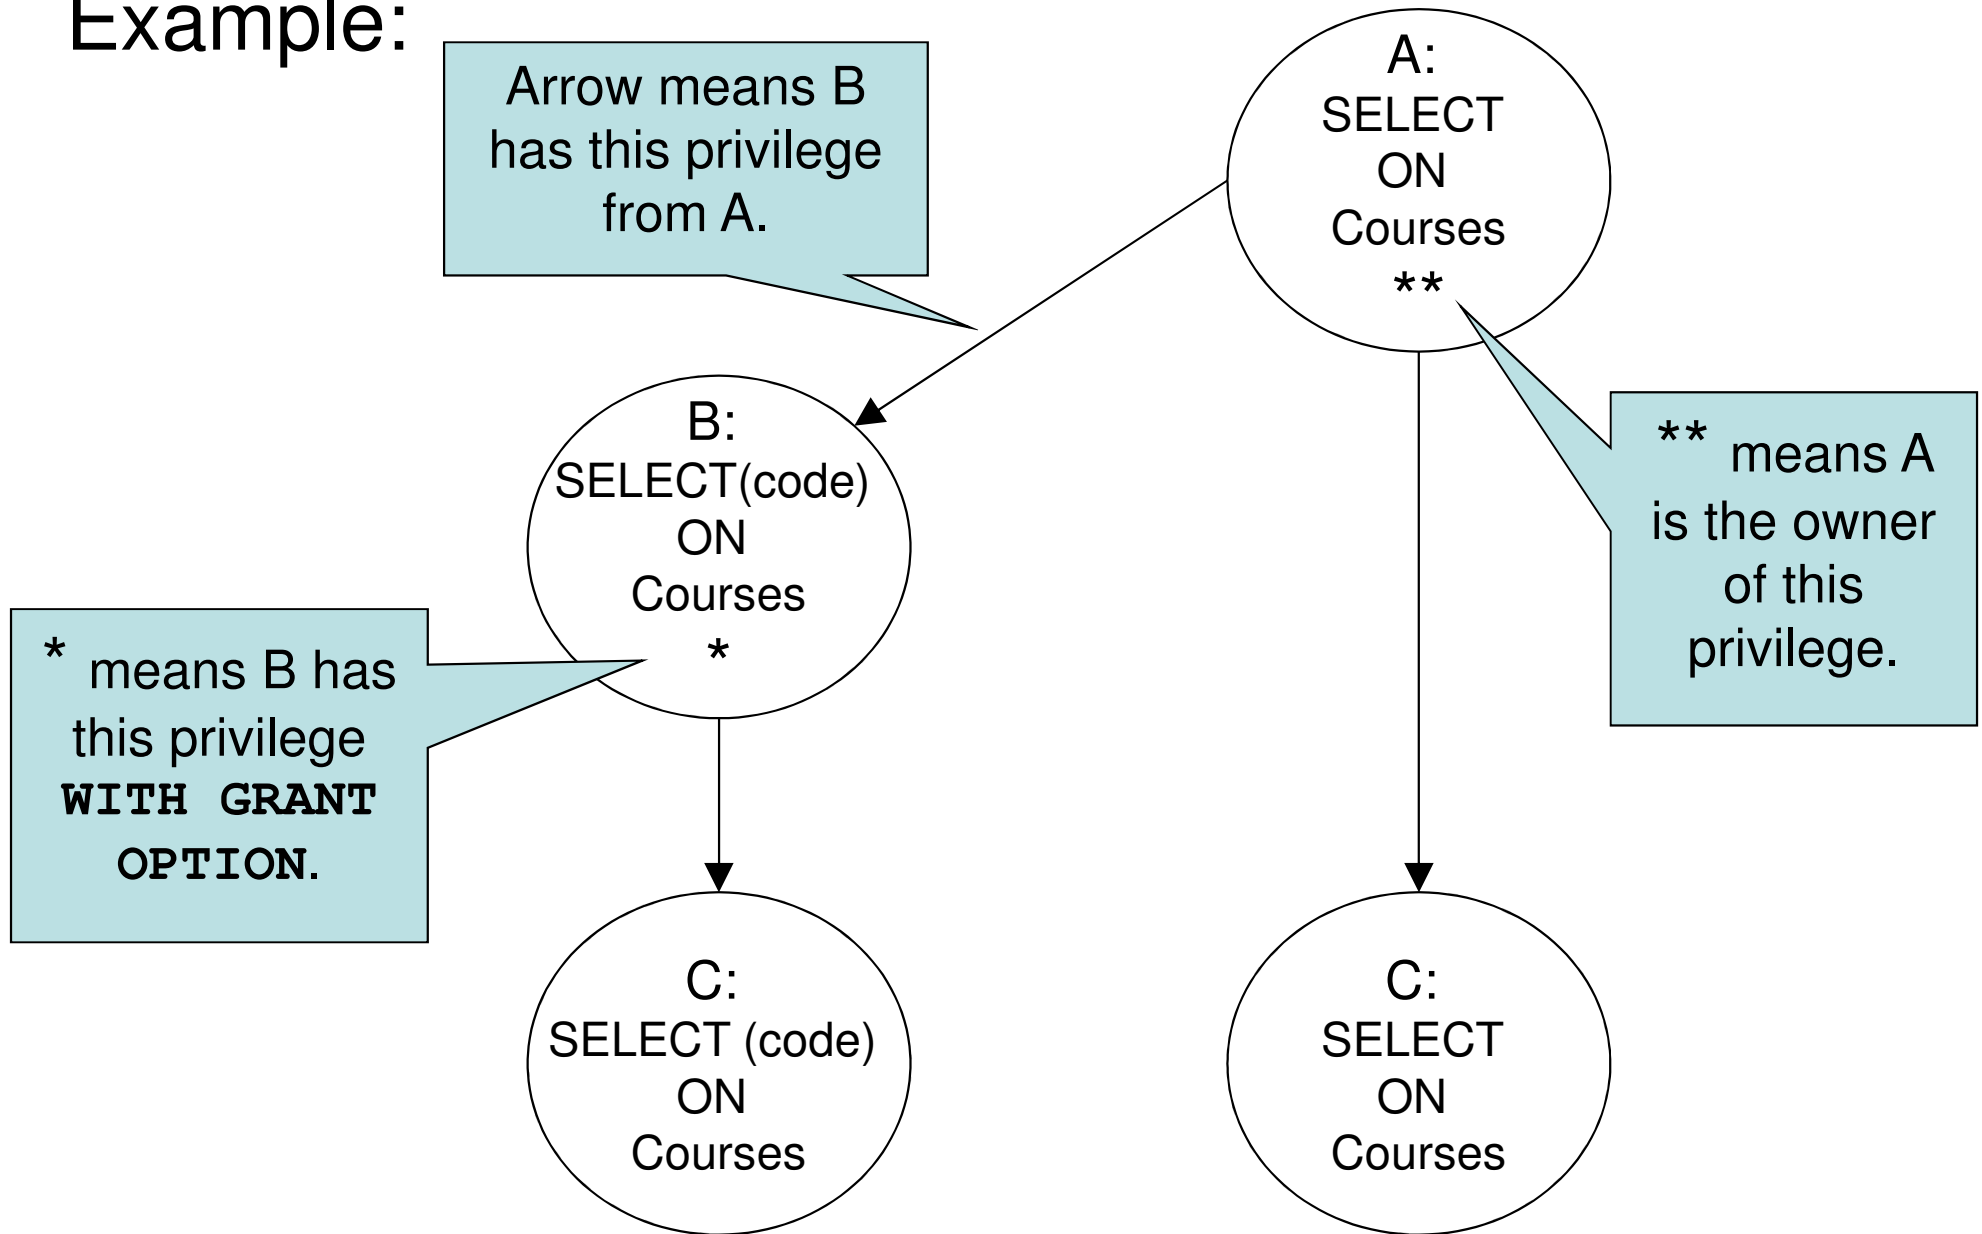 Example:
Arrow means B
has this privilege
from A.
A:
SELECT
ON
Courses
**
B:
SELECT(code)
ON
Courses
*
** means A
is the owner
of this
privilege.
* means B has
this privilege
WITH GRANT
OPTION.
C:
SELECT (code)
ON
Courses
C:
SELECT
ON
Courses